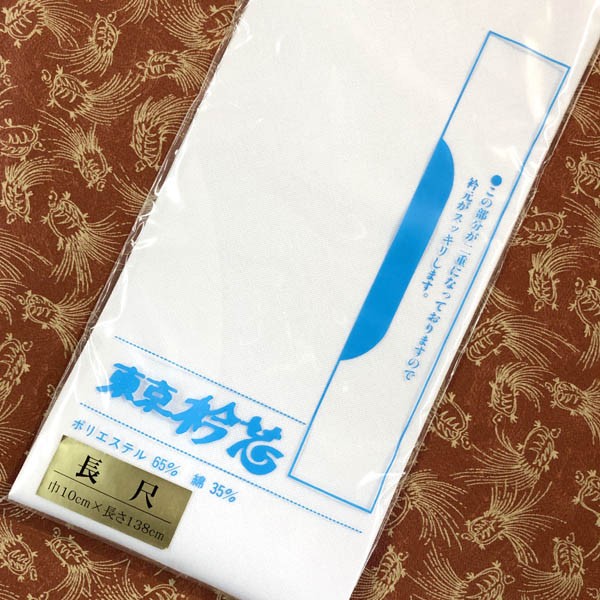 ●この部分が二重になっておりますので
衿元がスッキリします。
東京衿芯
ポリエステル 65% 綿 35%
長尺
巾10cm×長さ138cm